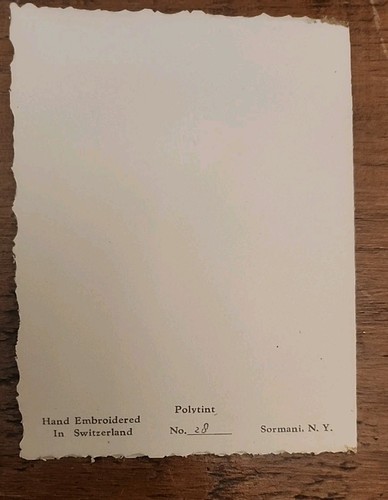 Polytint
Hand Embroidered
In Switzerland
No. 28
Sormani, N. Y.